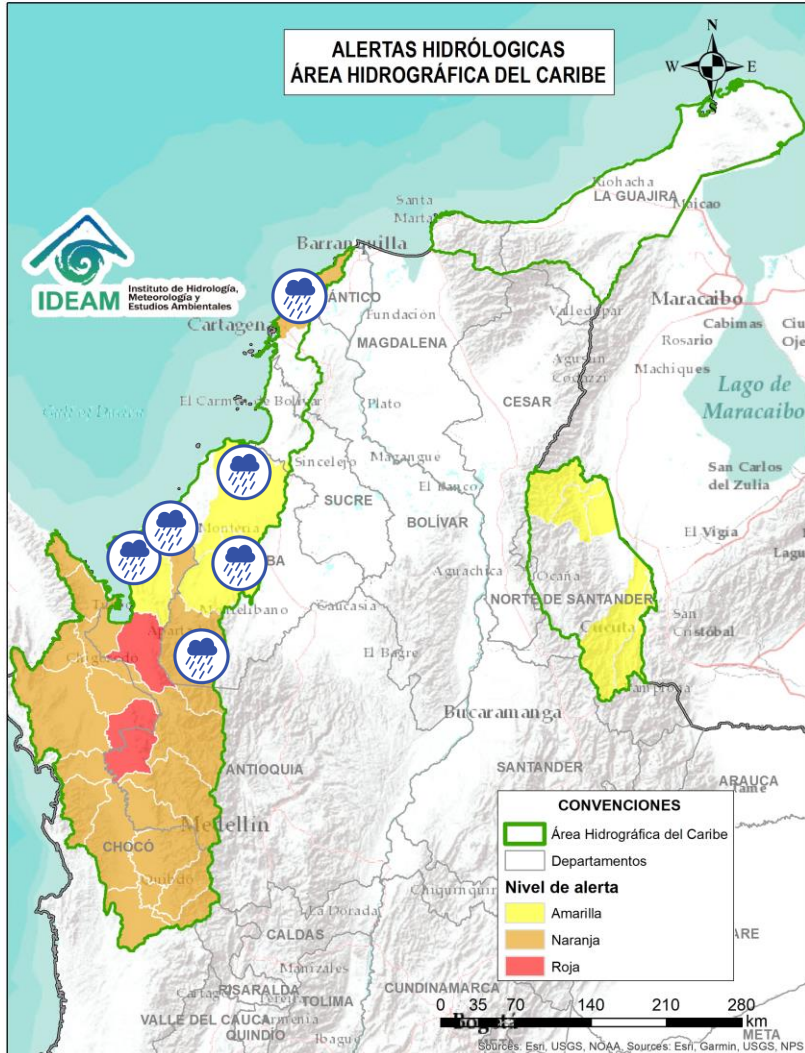 ALERTAS HIDRÓLOGICAS
ÁREA HIDROGRÁFICA DEL CARIBE
N
W
E
S
IDEAM
Instituto de Hidrología,
Meteorología y
Estudios Ambientales
Riohacha
LA GUAJIRA
Maicao
Santa
Marta
Barranquilla
Maracaibo
Cabimas
Rosario
Machiques
Lago de
Maracaibo
Fundación
Valledupar
MAGDALENA
Agustín
Codazzi
El Carmen de Bolívar
Plato
CESAR
Sincelejo
Magangue
SUCRE
El Banco
San Carlos
del Zulia
Montería
BOLÍVAR
El Vigía
Aguachica
Ocaña
NORTE DE SANTANDER
Montelibano
Caucasia
San
Cristóbal
Cúcuta
El Bagre
Bucaramanga
ANTIOQUIA
SANTANDER
ARAUCA
Medellín
CHOCÓ
Quibdó
La Dorada
CALDAS
Manizales
RISARALDA
TOLIMA
CUNDINAMARCA
VALLE DEL CAUCA
Armenia
QUINDÍO
Ibagué
Bogotá
META
META
CONVENCIONES
Área Hidrográfica del Caribe
Departamentos
Nivel de alerta
Amarilla
Naranja
Roja
0 35 70 140 210 280
km
Sources: Esri, USGS, NOAA, Sources: Esri, Garmin, USGS, NPS